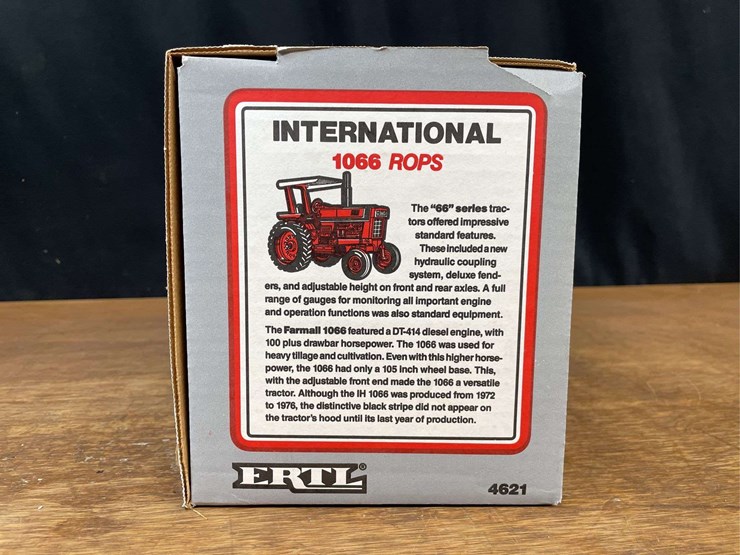 INTERNATIONAL
1066 ROPS
The "66" series trac-
tors offered impressive
standard features.
These included a new
hydraulic coupling
system, deluxe fend-
ers, and adjustable height on front and rear axles. A full
range of gauges for monitoring all important engine
and operation functions was also standard equipment.
The Farmall 1066 featured a DT-414 diesel engine, with
100 plus drawbar horsepower. The 1066 was used for
heavy tillage and cultivation. Even with this higher horse-
power, the 1066 had only a 105 inch wheel base. This,
with the adjustable front end made the 1066 a versatile
tractor. Although the IH 1066 was produced from 1972
to 1976, the distinctive black stripe did not appear on
the tractor's hood until its last year of production.
ERTL®
4621